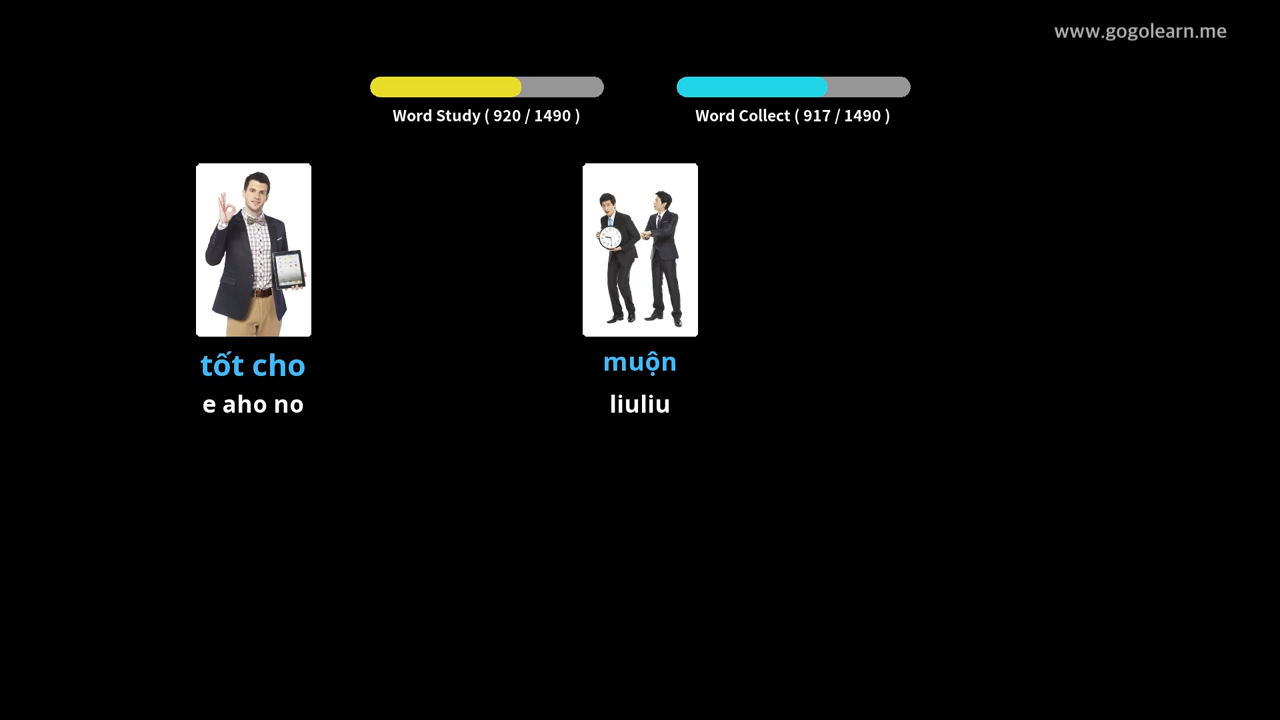 www.gogolearn.me
Word Study ( 920 / 1490 )
Word Collect ( 917 / 1490 )
tốt cho
e aho no
muộn
liuliu